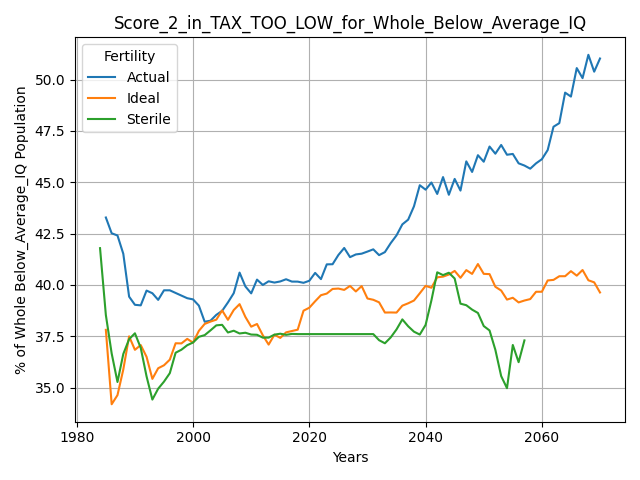 Score_2_in_TAX_TOO_LOW_for_Whole_Below_Average_IQ
Fertility
Actual
Ideal
Sterile
% of Whole Below_Average_IQ Population
50.0
47.5
45.0
42.5
40.0
37.5
35.0
1980
2000
2020
2040
2060
Years